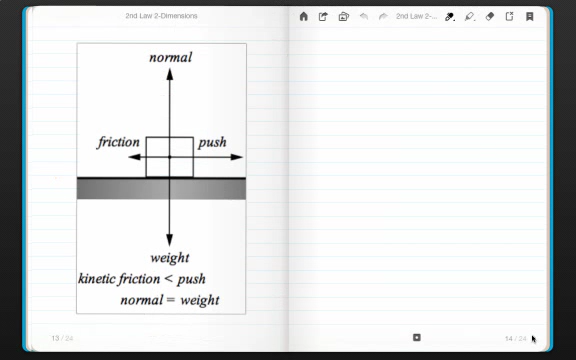 2nd Law 2-Dimensions
2nd Law 2-...
normal
friction
push
weight
kinetic friction < push
normal = weight
13 / 24
14 / 24